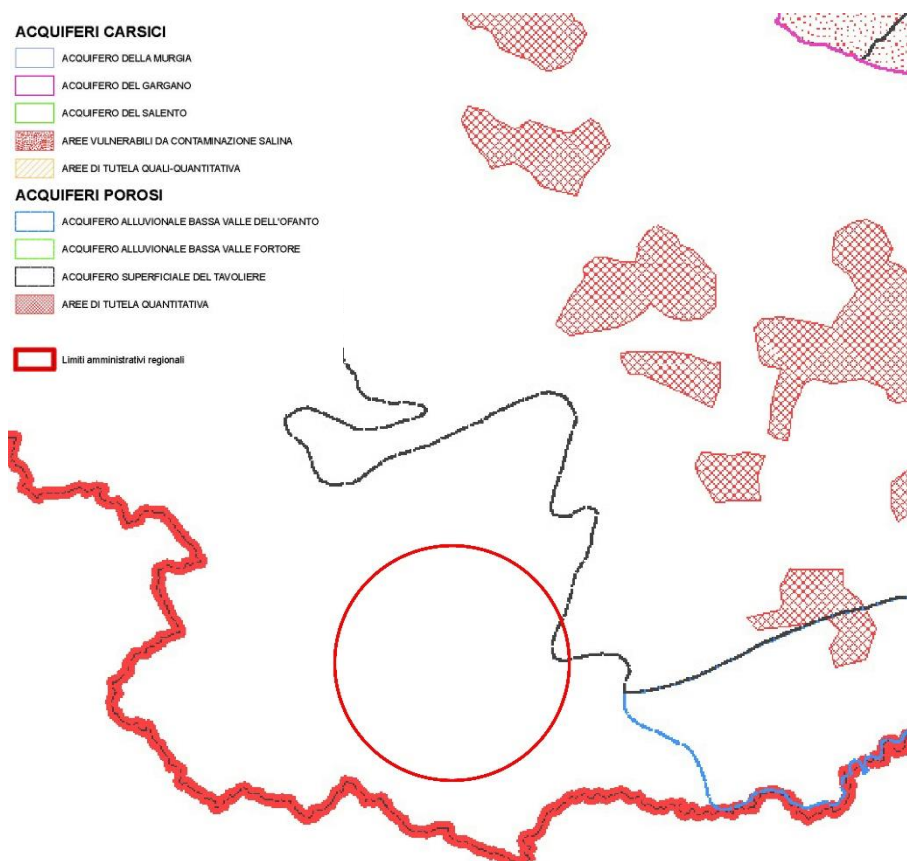 ACQUIFERI CARSICI
ACQUIFERO DELLA MURGIA
ACQUIFERO DEL GARGANO
ACQUIFERO DEL SALENTO
AREE VULNERABILI DA CONTAMINAZIONE SALINA
AREE DI TUTELA QUALI-QUANTITATIVA
ACQUIFERI POROSI
ACQUIFERO ALLUVIONALE BASSA VALLE DELL'OFANTO
ACQUIFERO ALLUVIONALE BASSA VALLE FORTORE
ACQUIFERO SUPERFICIALE DEL TAVOLIERE
AREE DI TUTELA QUANTITATIVA
Limiti amministrativi regionali